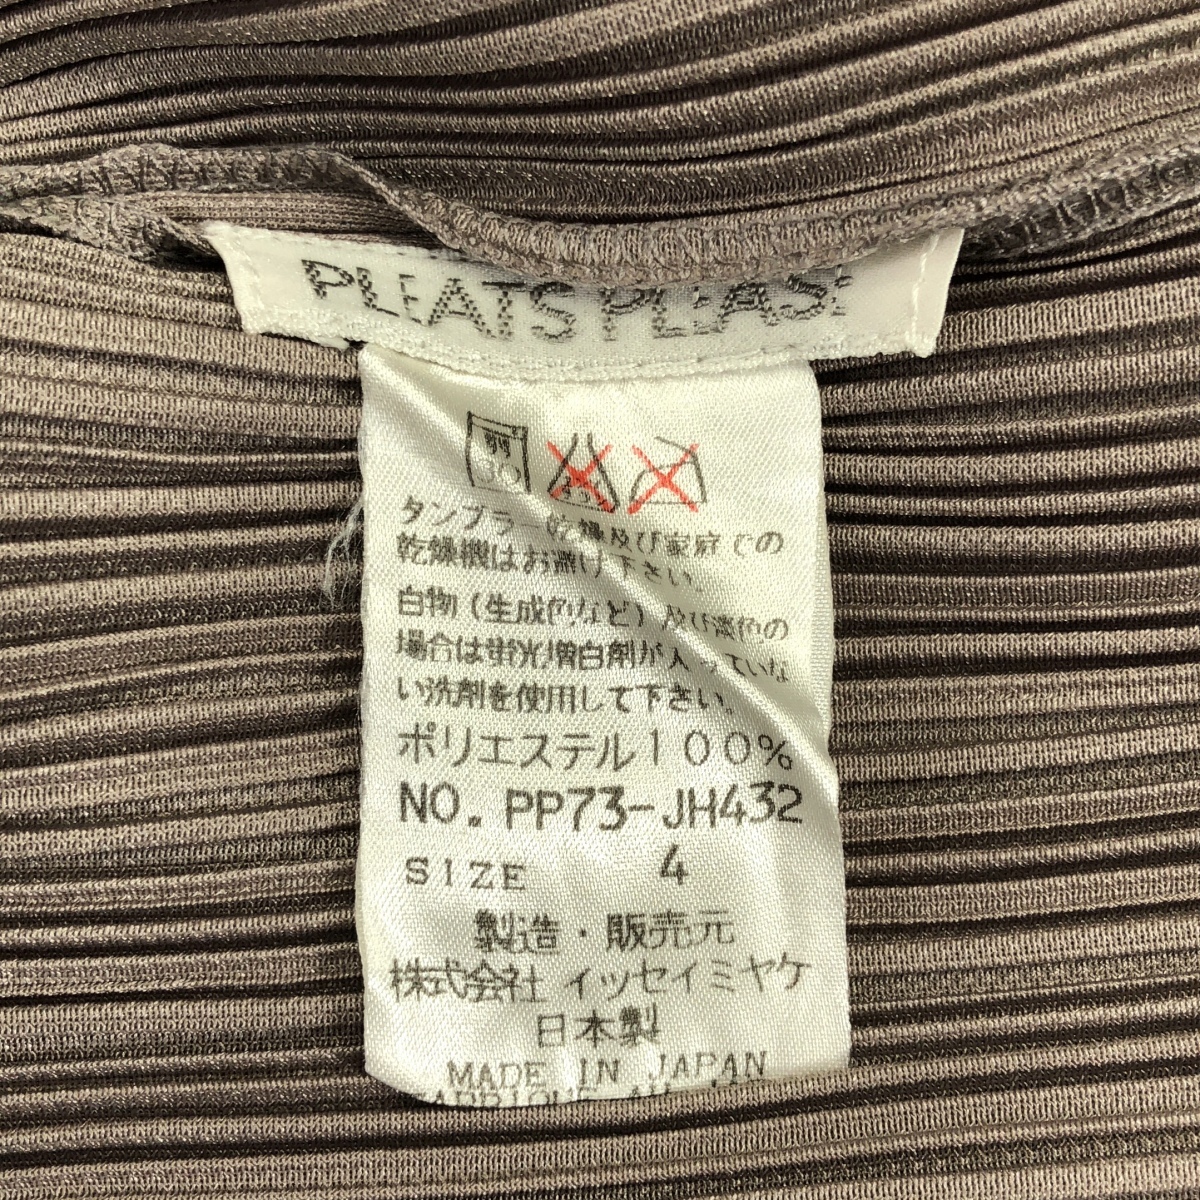 PLEATS PLEASE
30
タンブラー乾燥及び家庭での
乾燥機はお避け下さい。
白物（生成色など）及び淡色の
場合は蛍光増白剤が入っていな
い洗剤を使用して下さい。
ポリエステル100%
NO. PP73-JH432
SIZE 4
製造・販売元
株式会社 イッセイミヤケ
日本製
MADE IN JAPAN